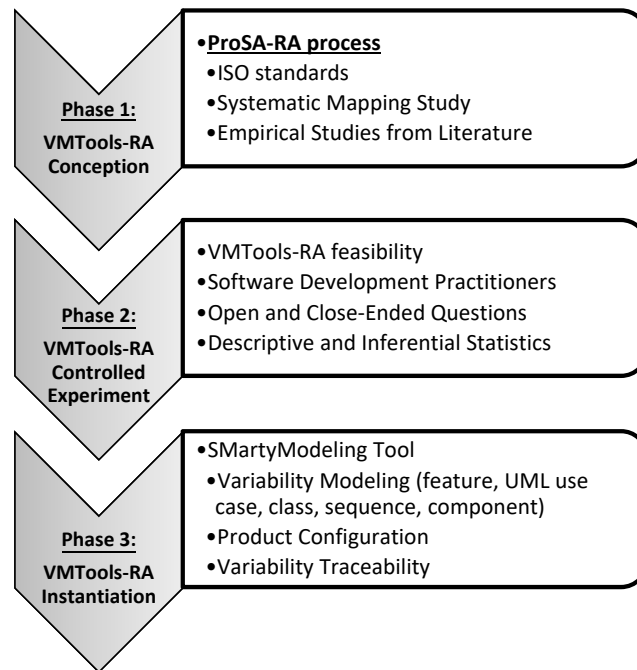 Phase 1:
VMTools-RA
Conception
•ProSA-RA process
•ISO standards
•Systematic Mapping Study
•Empirical Studies from Literature
Phase 2:
VMTools-RA
Controlled
Experiment
•VMTools-RA feasibility
•Software Development Practitioners
•Open and Close-Ended Questions
•Descriptive and Inferential Statistics
Phase 3:
VMTools-RA
Instantiation
•SMartyModeling Tool
•Variability Modeling (feature, UML use
case, class, sequence, component)
•Product Configuration
•Variability Traceability